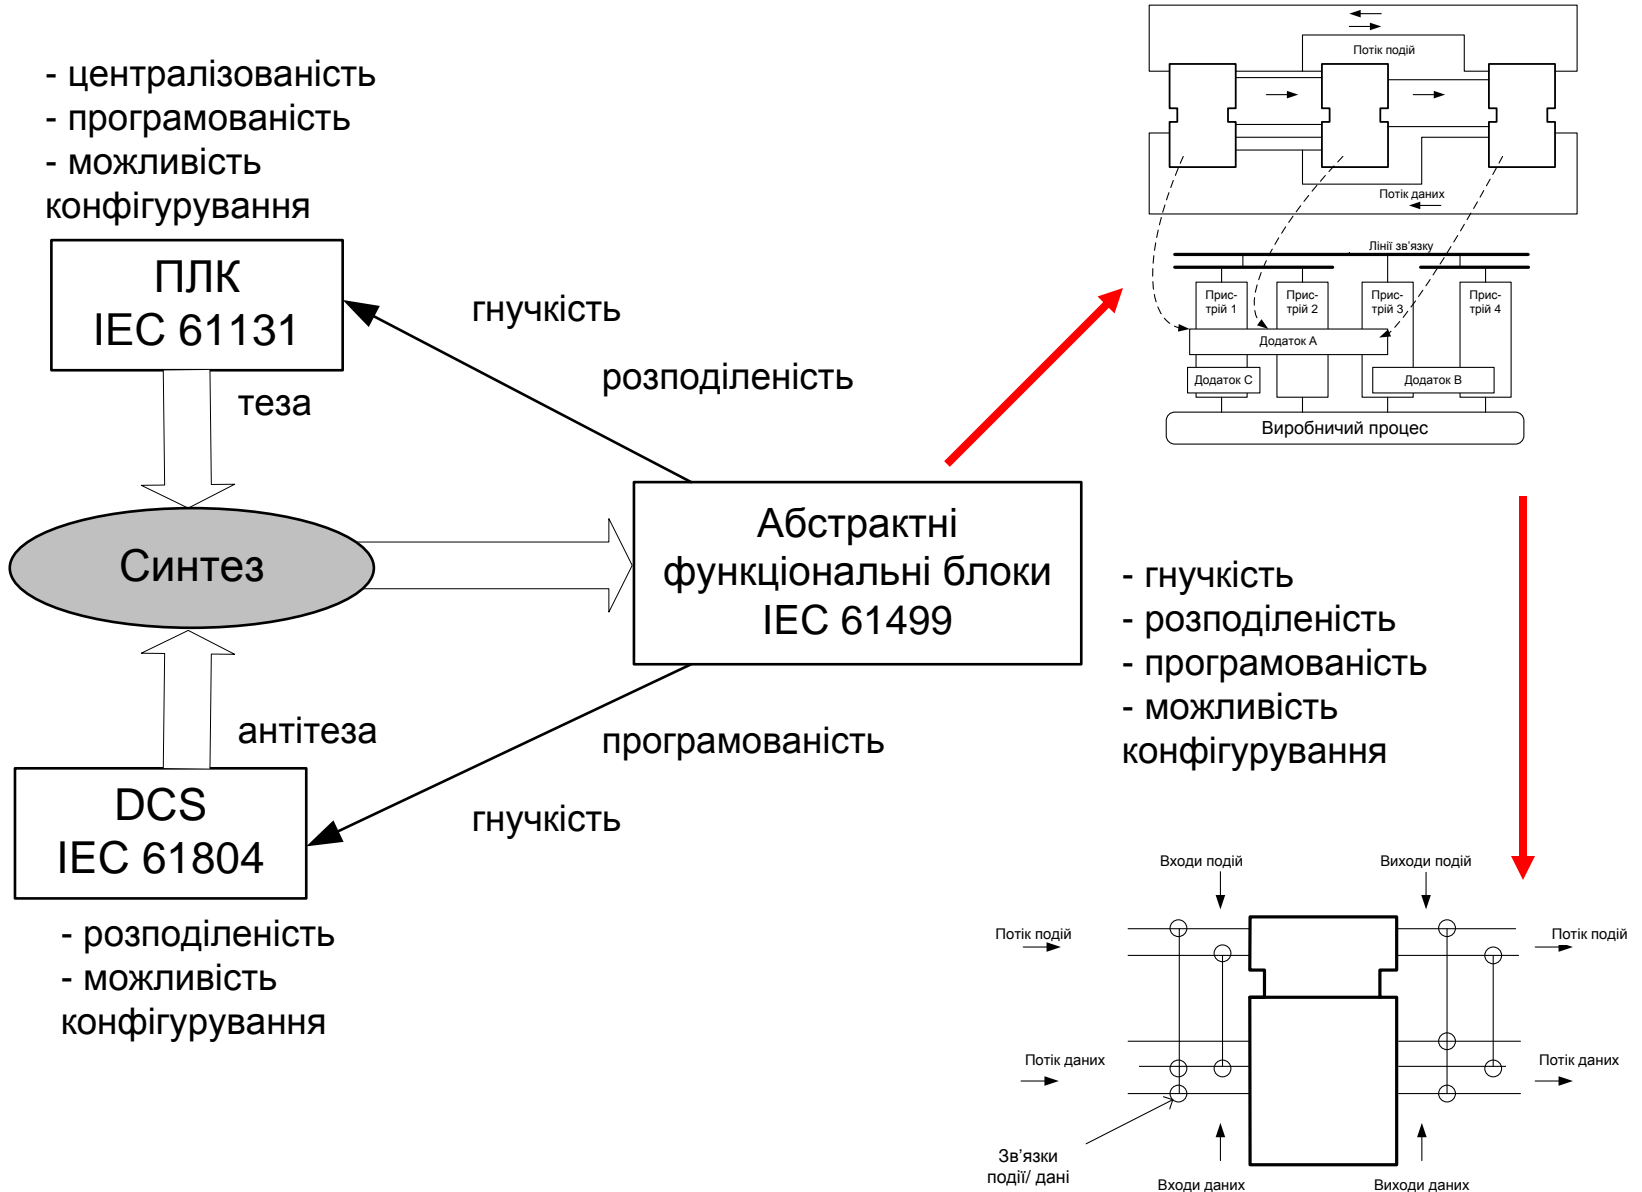 - централізованість
- програмованість
- можливість
конфігурування
ПЛК
IEC 61131
теза
гнучкість
розподіленість
Синтез
Абстрактні
функціональні блоки
IEC 61499
антітеза
програмованість
гнучкість
DCS
IEC 61804
- розподіленість
- можливість
конфігурування
Потік подій
Потік даних
Лінії зв'язку
Прис-
трій 1
Прис-
трій 2
Прис-
трій 3
Прис-
трій 4
Додаток А
Додаток С
Додаток В
Виробничий процес
- гнучкість
- розподіленість
- програмованість
- можливість
конфігурування
Входи подій
Виходи подій
Потік подій
Потік подій
Потік даних
Потік даних
Зв'язки
події/ дані
Входи даних
Виходи даних